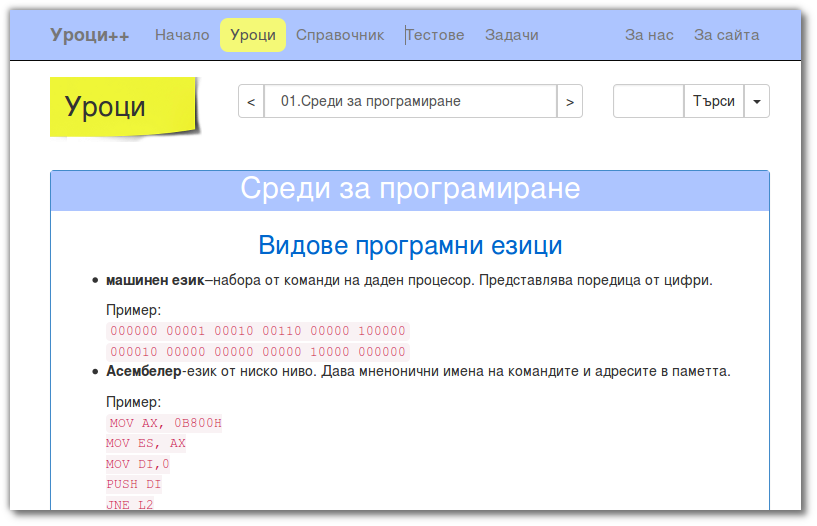 Уроци++ Начало Уроци Справочник Тестове Задачи За нас За сайта
Уроци < 01.Среди за програмиране > Търси
Среди за програмиране
Видове програмни езици
машинен език–набора от команди на даден процесор. Представлява поредица от цифри.
Пример:
000000 00001 00010 00110 00000 100000
000010 00000 00000 00000 10000 000000
Асембелер-език от ниско ниво. Дава мненонични имена на командите и адресите в паметта.
Пример:
MOV AX, 0B800H
MOV ES, AX
MOV DI,0
PUSH DI
JNE L2